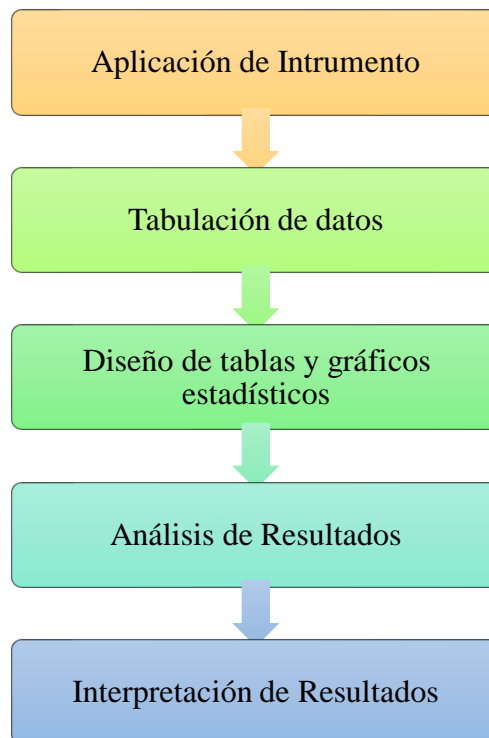 Aplicación de Intrumento
Tabulación de datos
Diseño de tablas y gráficos
estadísticos
Análisis de Resultados
Interpretación de Resultados